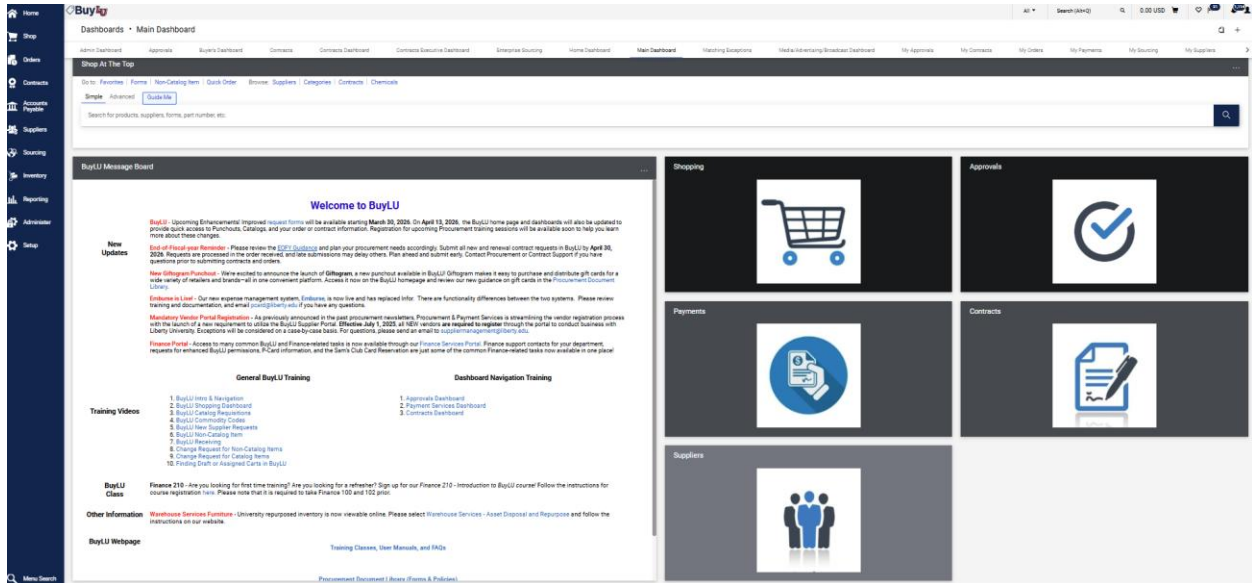 Home
Shop
Orders
Contracts
Accounts
Payable
Suppliers
Sourcing
Inventory
Reporting
Administer
Setup
Menu Search
BuyLU
All
Search (Alt+Q)
0.00 USD
Dashboards • Main Dashboard
Admin Dashboard Approvals Buyer's Dashboard Contracts Contracts Dashboard Contracts Executive Dashboard Enterprise Sourcing Home Dashboard Main Dashboard Matching Exceptions Media/Advertising/Broadcast Dashboard My Approvals My Contracts My Orders My Payments My Sourcing My Suppliers
Shop At The Top
Go to: Favorites | Forms | Non-Catalog Item | Quick Order Browse: Suppliers | Categories | Contracts | Chemicals
Simple Advanced Guide Me
Search for products, suppliers, forms, part number, etc.
BuyLU Message Board
Welcome to BuyLU
New
Updates
BuyLU - Upcoming Enhancements! Improved request forms will be available starting March 30, 2026. On April 13, 2026, the BuyLU home page and dashboards will also be updated to
provide quick access to Punchouts, Catalogs, and your order or contract information. Registration for upcoming Procurement training sessions will be available soon to help you learn
more about these changes.
End-of-Fiscal-year Reminder - Please review the EOFY Guidance and plan your procurement needs accordingly. Submit all new and renewal contract requests in BuyLU by April 30,
2026. Requests are processed in the order received, and late submissions may delay others. Plan ahead and submit early. Contact Procurement or Contract Support if you have
questions prior to submitting contracts and orders.
New Giftogram Punchout - We're excited to announce the launch of Giftogram, a new punchout available in BuyLU! Giftogram makes it easy to purchase and distribute gift cards for a
wide variety of retailers and brands—all in one convenient platform. Access it now on the BuyLU homepage and review our new guidance on gift cards in the Procurement Document
Library.
Emburse is Live! - Our new expense management system, Emburse, is now live and has replaced Infor. There are functionality differences between the two systems. Please review
training and documentation, and email pcard@liberty.edu if you have any questions.
Mandatory Vendor Portal Registration - As previously announced in the past procurement newsletters, Procurement & Payment Services is streamlining the vendor registration process
with the launch of a new requirement to utilize the BuyLU Supplier Portal. Effective July 1, 2025, all NEW vendors are required to register through the portal to conduct business with
Liberty University. Exceptions will be considered on a case-by-case basis. For questions, please send an email to suppliermanagement@liberty.edu.
Finance Portal - Access to many common BuyLU and Finance-related tasks is now available through our Finance Services Portal. Finance support contacts for your department,
requests for enhanced BuyLU permissions, P-Card information, and the Sam's Club Card Reservation are just some of the common Finance-related tasks now available in one place!
Training Videos
General BuyLU Training
1. BuyLU Intro & Navigation
2. BuyLU Shopping Dashboard
3. BuyLU Catalog Requisitions
4. BuyLU Commodity Codes
5. BuyLU New Supplier Requests
6. BuyLU Non-Catalog Item
7. BuyLU Receiving
8. Change Request for Non-Catalog Items
9. Change Request for Catalog Items
10. Finding Draft or Assigned Carts in BuyLU
Dashboard Navigation Training
1. Approvals Dashboard
2. Payment Services Dashboard
3. Contracts Dashboard
BuyLU
Class
Finance 210 - Are you looking for first time training? Are you looking for a refresher? Sign up for our Finance 210 - Introduction to BuyLU course! Follow the instructions for
course registration here. Please note that it is required to take Finance 100 and 102 prior.
Other Information
Warehouse Services Furniture - University repurposed inventory is now viewable online. Please select Warehouse Services - Asset Disposal and Repurpose and follow the
instructions on our website.
BuyLU Webpage
Training Classes, User Manuals, and FAQs
Procurement Document Library (Forms & Policies)
Shopping
Approvals
Payments
Contracts
Suppliers